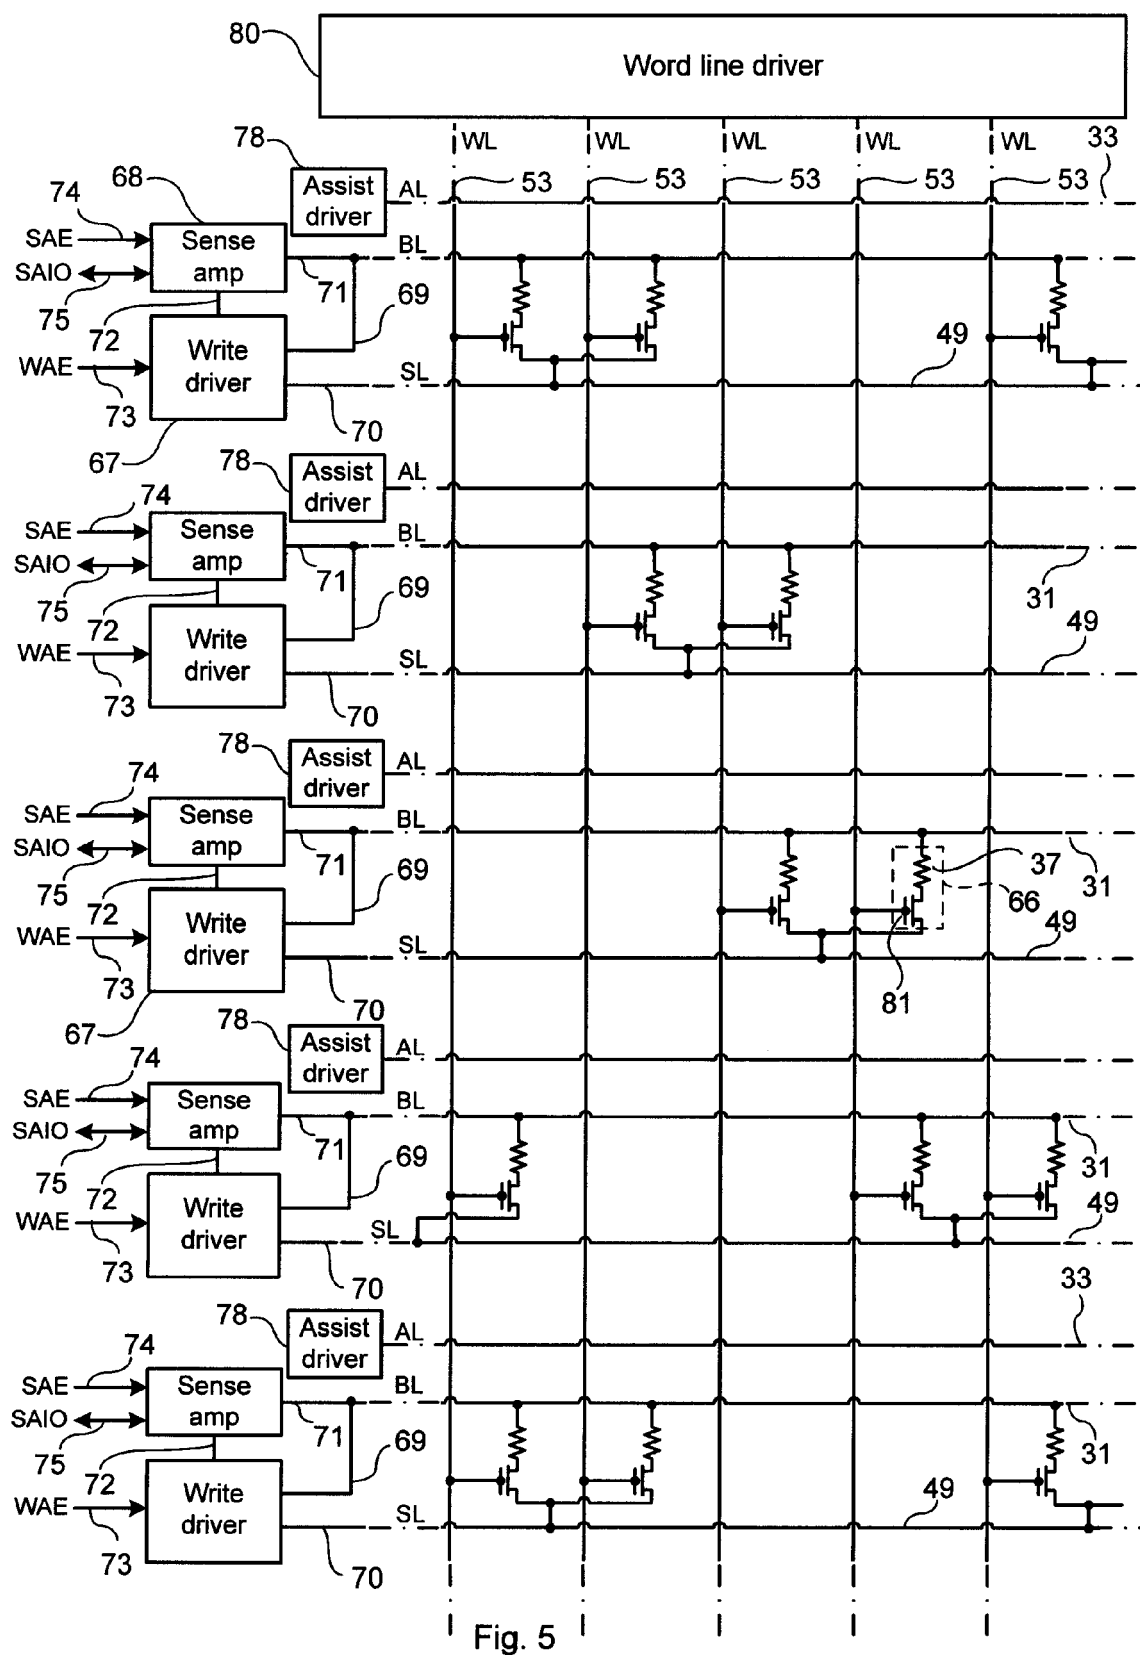 80
Word line driver
WL WL WL WL WL 33
78
68
Assist driver
AL
53 53 53 53 53
74
SAE
Sense amp
BL
SAIO
71
69
75
72
WAE
Write driver
49
SL
73
70
67
78
Assist driver
AL
74
SAE
Sense amp
BL
SAIO
71
31
75
72
69
WAE
Write driver
49
SL
73
70
78
Assist driver
AL
74
SAE
Sense amp
BL
SAIO
71
37
31
75
72
69
66
WAE
Write driver
49
SL
73
70
81
67
78
Assist driver
AL
74
SAE
Sense amp
BL
SAIO
71
31
75
72
69
WAE
Write driver
49
SL
73
70
33
78
Assist driver
AL
74
SAE
Sense amp
BL
SAIO
71
31
75
72
69
WAE
Write driver
49
SL
73
70
Fig. 5